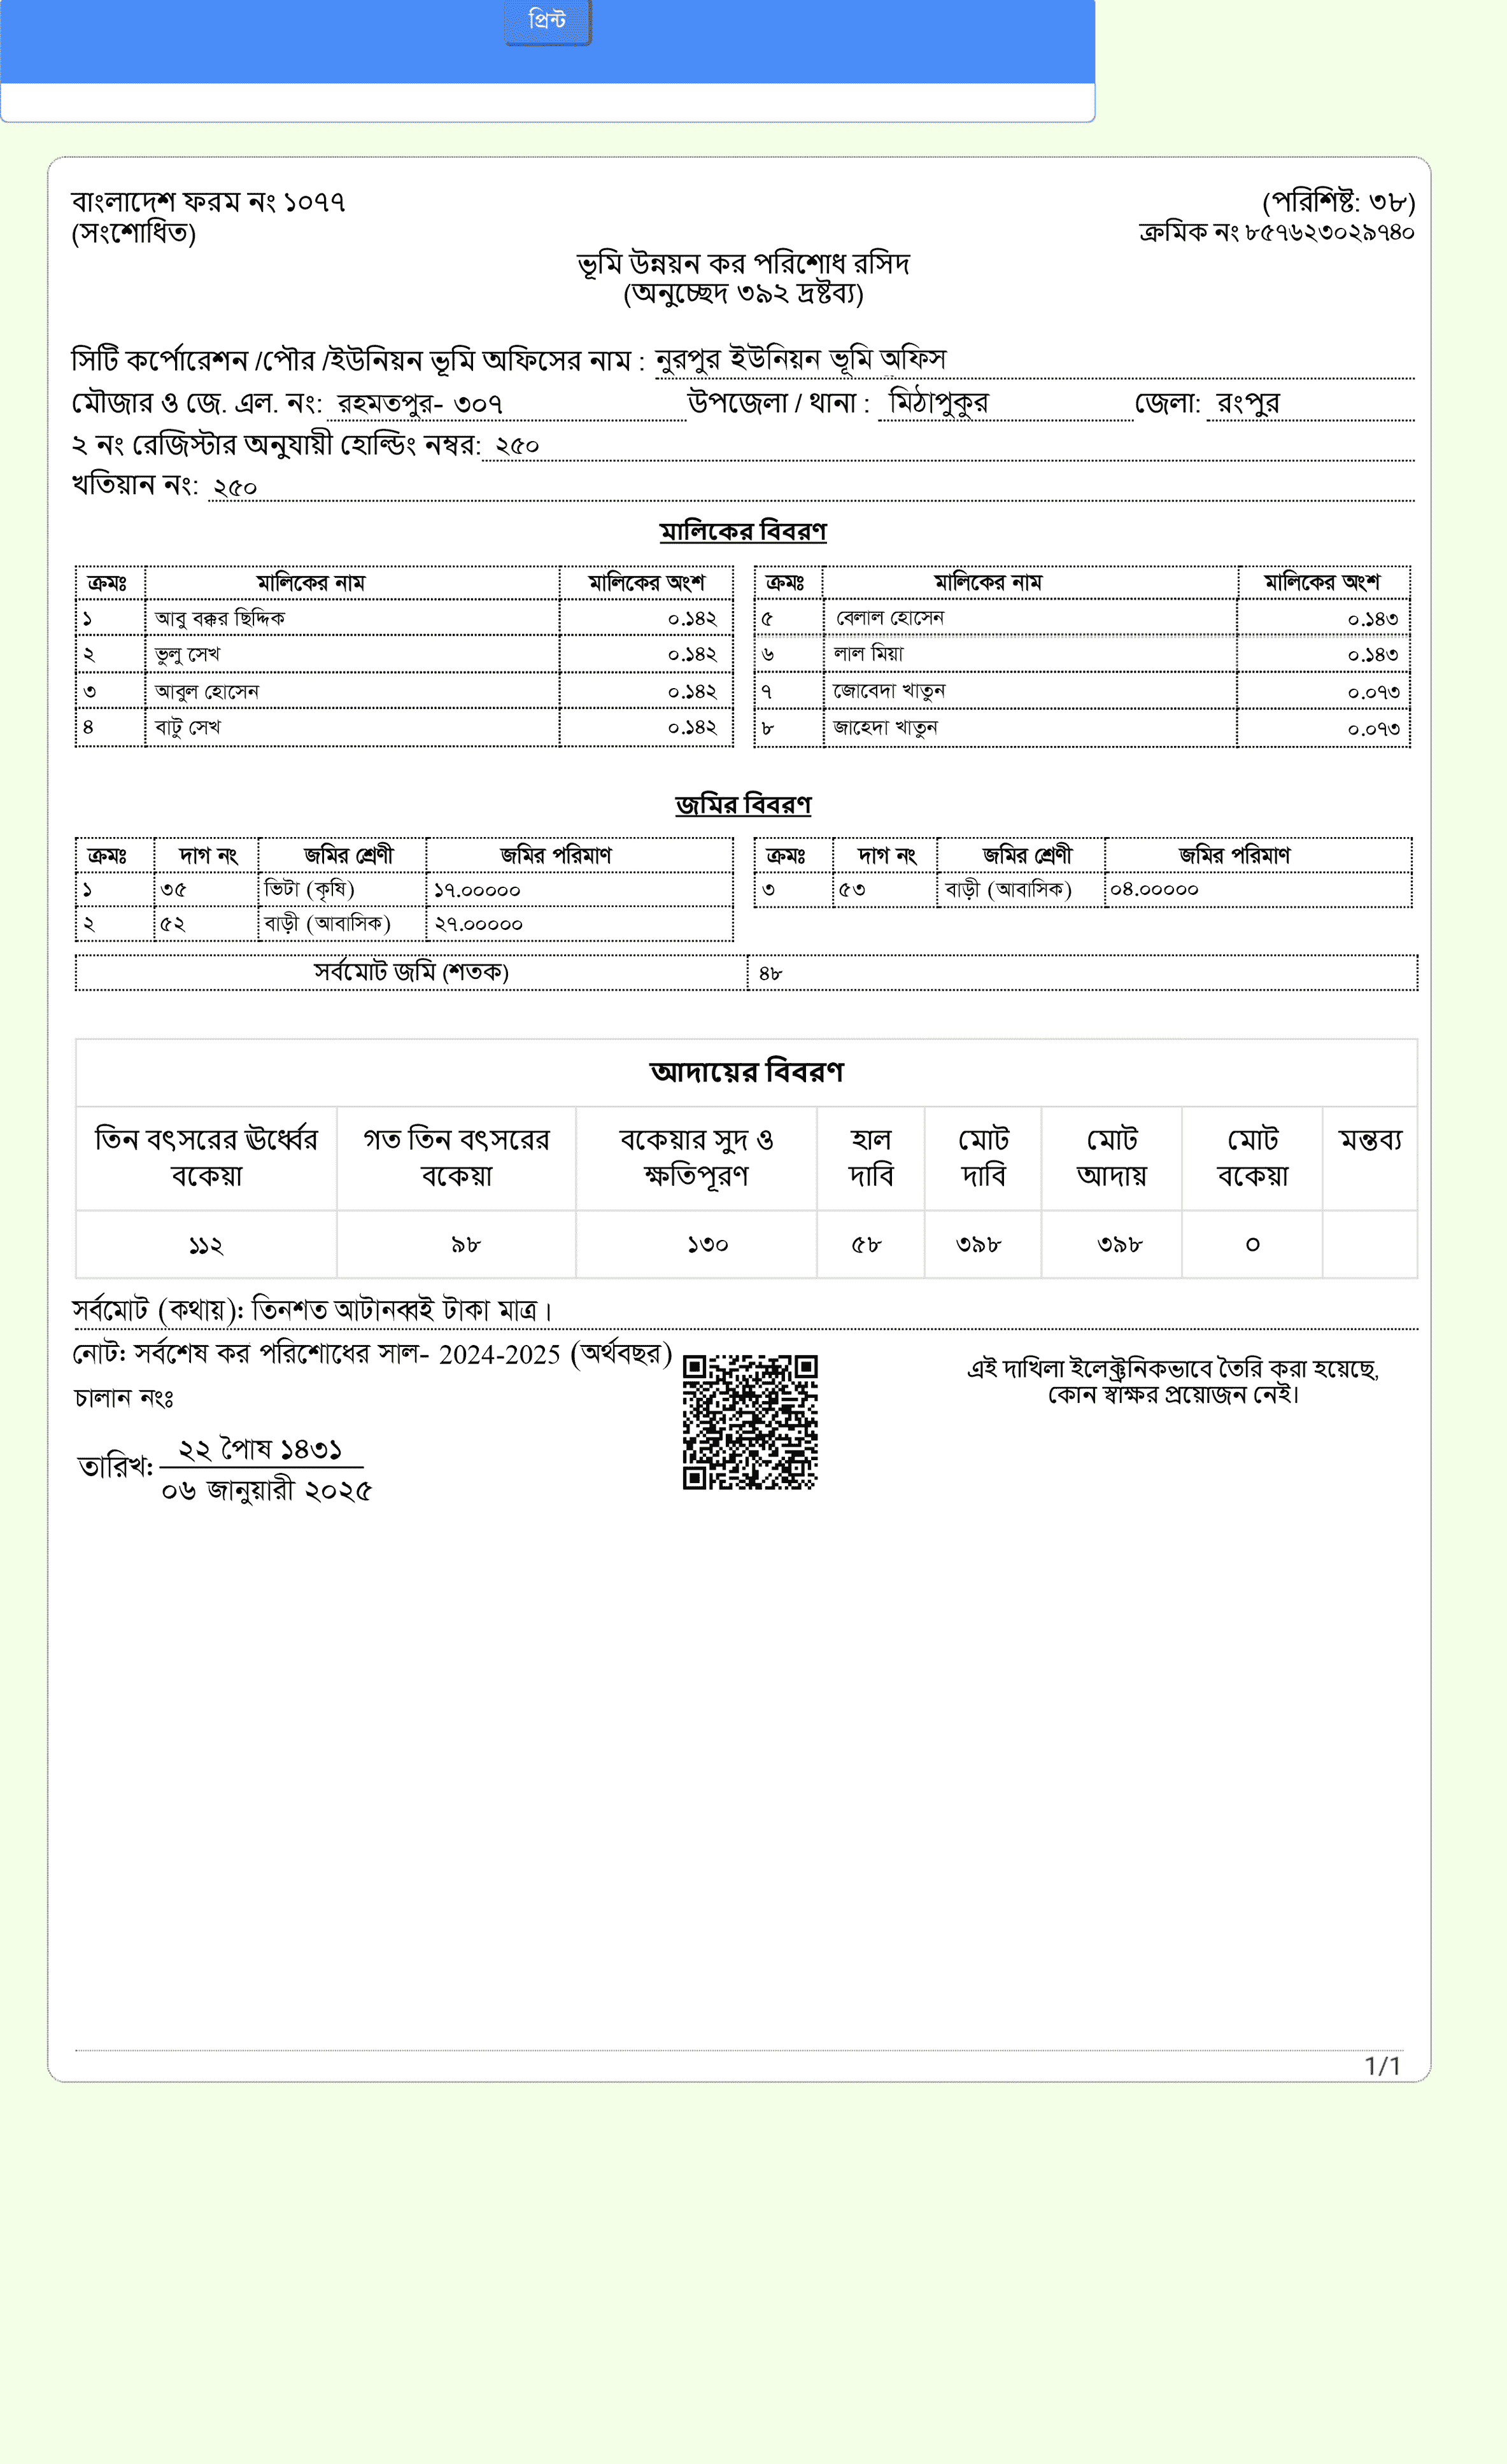 প্রিন্ট
বাংলাদেশ ফরম নং ১০৭৭
(সংশোধিত)
(পরিশিষ্ট: ৩৮)
ক্রমিক নং ৮৫৭৬২৩০২৯৭৪০
ভূমি উন্নয়ন কর পরিশোধ রসিদ
(অনুচ্ছেদ ৩৯২ দ্রষ্টব্য)
সিটি কর্পোরেশন /পৌর /ইউনিয়ন ভূমি অফিসের নাম : নুরপুর ইউনিয়ন ভূমি অফিস
মৌজার ও জে. এল. নং: রহমতপুর- ৩০৭ উপজেলা / থানা : মিঠাপুকুর জেলা: রংপুর
২ নং রেজিস্টার অনুযায়ী হোল্ডিং নম্বর: ২৫০
খতিয়ান নং: ২৫০
মালিকের বিবরণ
ক্রমঃ মালিকের নাম মালিকের অংশ ক্রমঃ মালিকের নাম মালিকের অংশ
১ আবু বক্কর ছিদ্দিক ০.১৪২ ৫ বেলাল হোসেন ০.১৪৩
২ ভুলু সেখ ০.১৪২ ৬ লাল মিয়া ০.১৪৩
৩ আবুল হোসেন ০.১৪২ ৭ জোবেদা খাতুন ০.০৭৩
৪ বাটু সেখ ০.১৪২ ৮ জাহেদা খাতুন ০.০৭৩
জমির বিবরণ
ক্রমঃ দাগ নং জমির শ্রেণী জমির পরিমাণ ক্রমঃ দাগ নং জমির শ্রেণী জমির পরিমাণ
১ ৩৫ ভিটা (কৃষি) ১৭.০০০০০ ৩ ৫৩ বাড়ী (আবাসিক) ০৪.০০০০০
২ ৫২ বাড়ী (আবাসিক) ২৭.০০০০০
সর্বমোট জমি (শতক) ৪৮
আদায়ের বিবরণ
তিন বৎসরের ঊর্ধ্বের বকেয়া গত তিন বৎসরের বকেয়া বকেয়ার সুদ ও ক্ষতিপূরণ হাল দাবি মোট দাবি মোট আদায় মোট বকেয়া মন্তব্য
১১২ ৯৮ ১৩০ ৫৮ ৩৯৮ ৩৯৮ ০
সর্বমোট (কথায়): তিনশত আটানব্বই টাকা মাত্র।
নোট: সর্বশেষ কর পরিশোধের সাল- 2024-2025 (অর্থবছর)
চালান নংঃ
তারিখ: ২২ পৌষ ১৪৩১
০৬ জানুয়ারী ২০২৫
এই দাখিলা ইলেক্ট্রনিকভাবে তৈরি করা হয়েছে,
কোন স্বাক্ষর প্রয়োজন নেই।
1/1